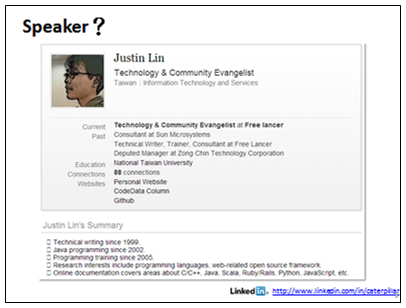 Speaker？
Justin Lin
Technology & Community Evangelist
Taiwan | Information Technology and Services
Current Technology & Community Evangelist at Free lancer
Past Consultant at Sun Microsystems
Technical Writer, Trainer, Consultant at Free Lancer
Deputed Manager at Zong Chin Technology Corporation
Education National Taiwan University
Connections 88 connections
Websites Personal Website
CodeData Column
Github
Justin Lin's Summary
Technical writing since 1999.
Java programming since 2002.
Programming training since 2005.
Research interests include programming languages, web-related open source framework.
Online documentation covers areas about C/C++, Java, Scala, Ruby/Rails, Python, JavaScript, etc.
Linked in. http://www.linkedin.com/in/caterpillar